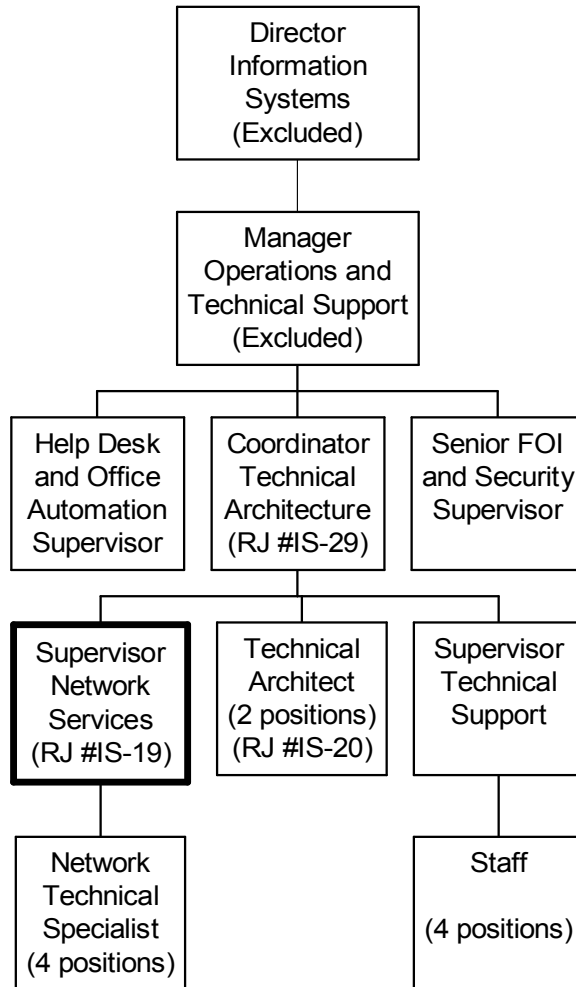 Director
Information
Systems
(Excluded)
Manager
Operations and
Technical Support
(Excluded)
Help Desk
and Office
Automation
Supervisor
Coordinator
Technical
Architecture
(RJ #IS-29)
Senior FOI
and Security
Supervisor
Supervisor
Network
Services
(RJ #IS-19)
Technical
Architect
(2 positions)
(RJ #IS-20)
Supervisor
Technical
Support
Network
Technical
Specialist
(4 positions)
Staff
(4 positions)